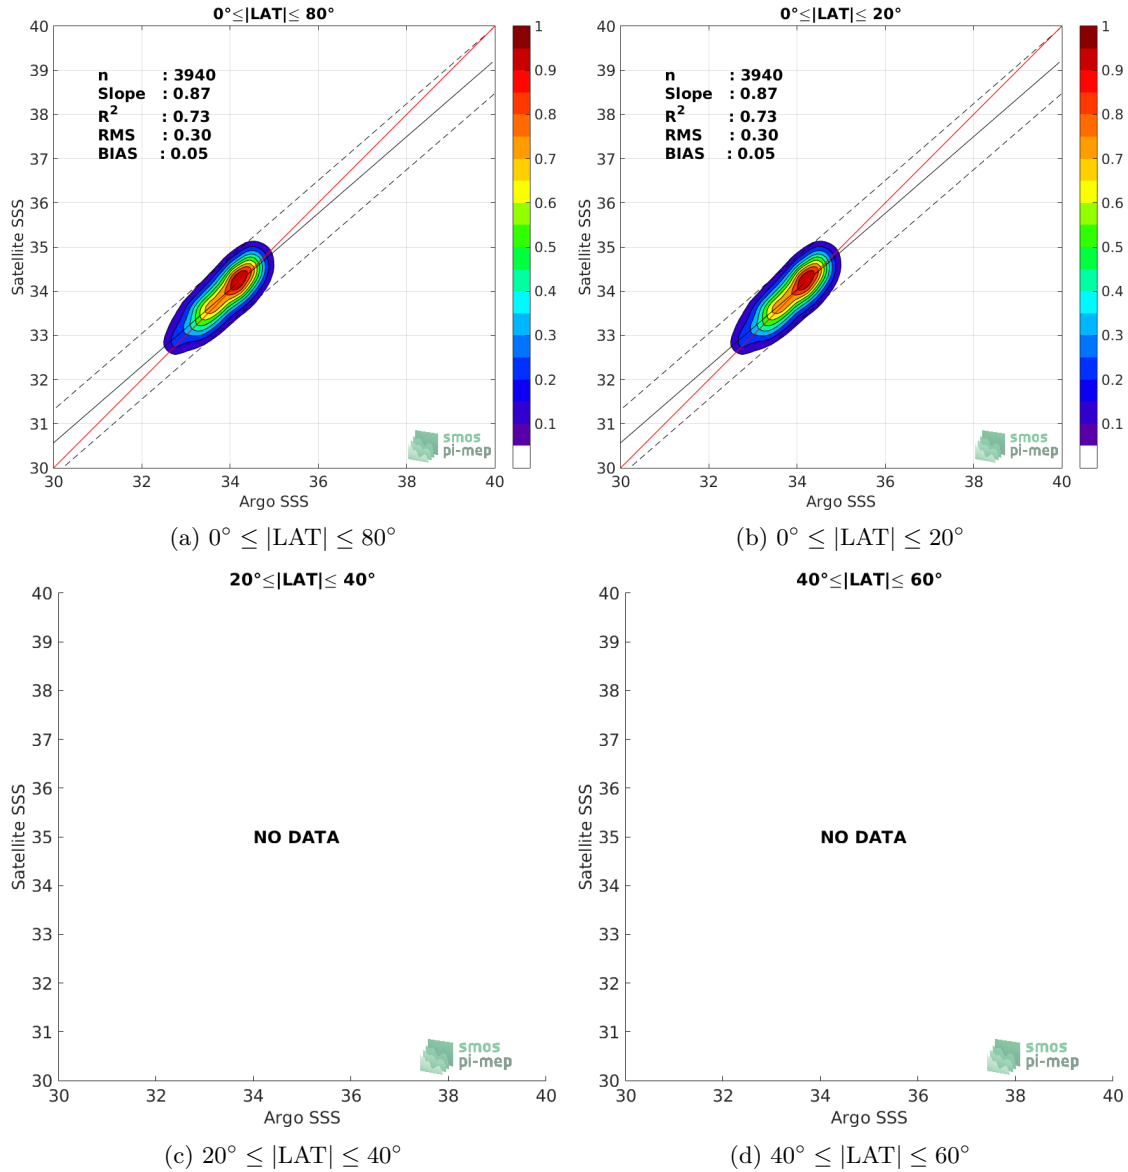 0°≤|LAT|≤ 80°
40
39
38
37
36
35
34
33
32
31
30
Satellite SSS
n : 3940
Slope : 0.87
R² : 0.73
RMS : 0.30
BIAS : 0.05
smos
pi-mep
30 32 34 36 38 40
Argo SSS
1
0.9
0.8
0.7
0.6
0.5
0.4
0.3
0.2
0.1
(a) 0° ≤ |LAT| ≤ 80°
0°≤|LAT|≤ 20°
40
39
38
37
36
35
34
33
32
31
30
Satellite SSS
n : 3940
Slope : 0.87
R² : 0.73
RMS : 0.30
BIAS : 0.05
smos
pi-mep
30 32 34 36 38 40
Argo SSS
1
0.9
0.8
0.7
0.6
0.5
0.4
0.3
0.2
0.1
(b) 0° ≤ |LAT| ≤ 20°
20°≤|LAT|≤ 40°
40
39
38
37
36
35
34
33
32
31
30
Satellite SSS
NO DATA
smos
pi-mep
30 32 34 36 38 40
Argo SSS
(c) 20° ≤ |LAT| ≤ 40°
40°≤|LAT|≤ 60°
40
39
38
37
36
35
34
33
32
31
30
Satellite SSS
NO DATA
smos
pi-mep
30 32 34 36 38 40
Argo SSS
(d) 40° ≤ |LAT| ≤ 60°